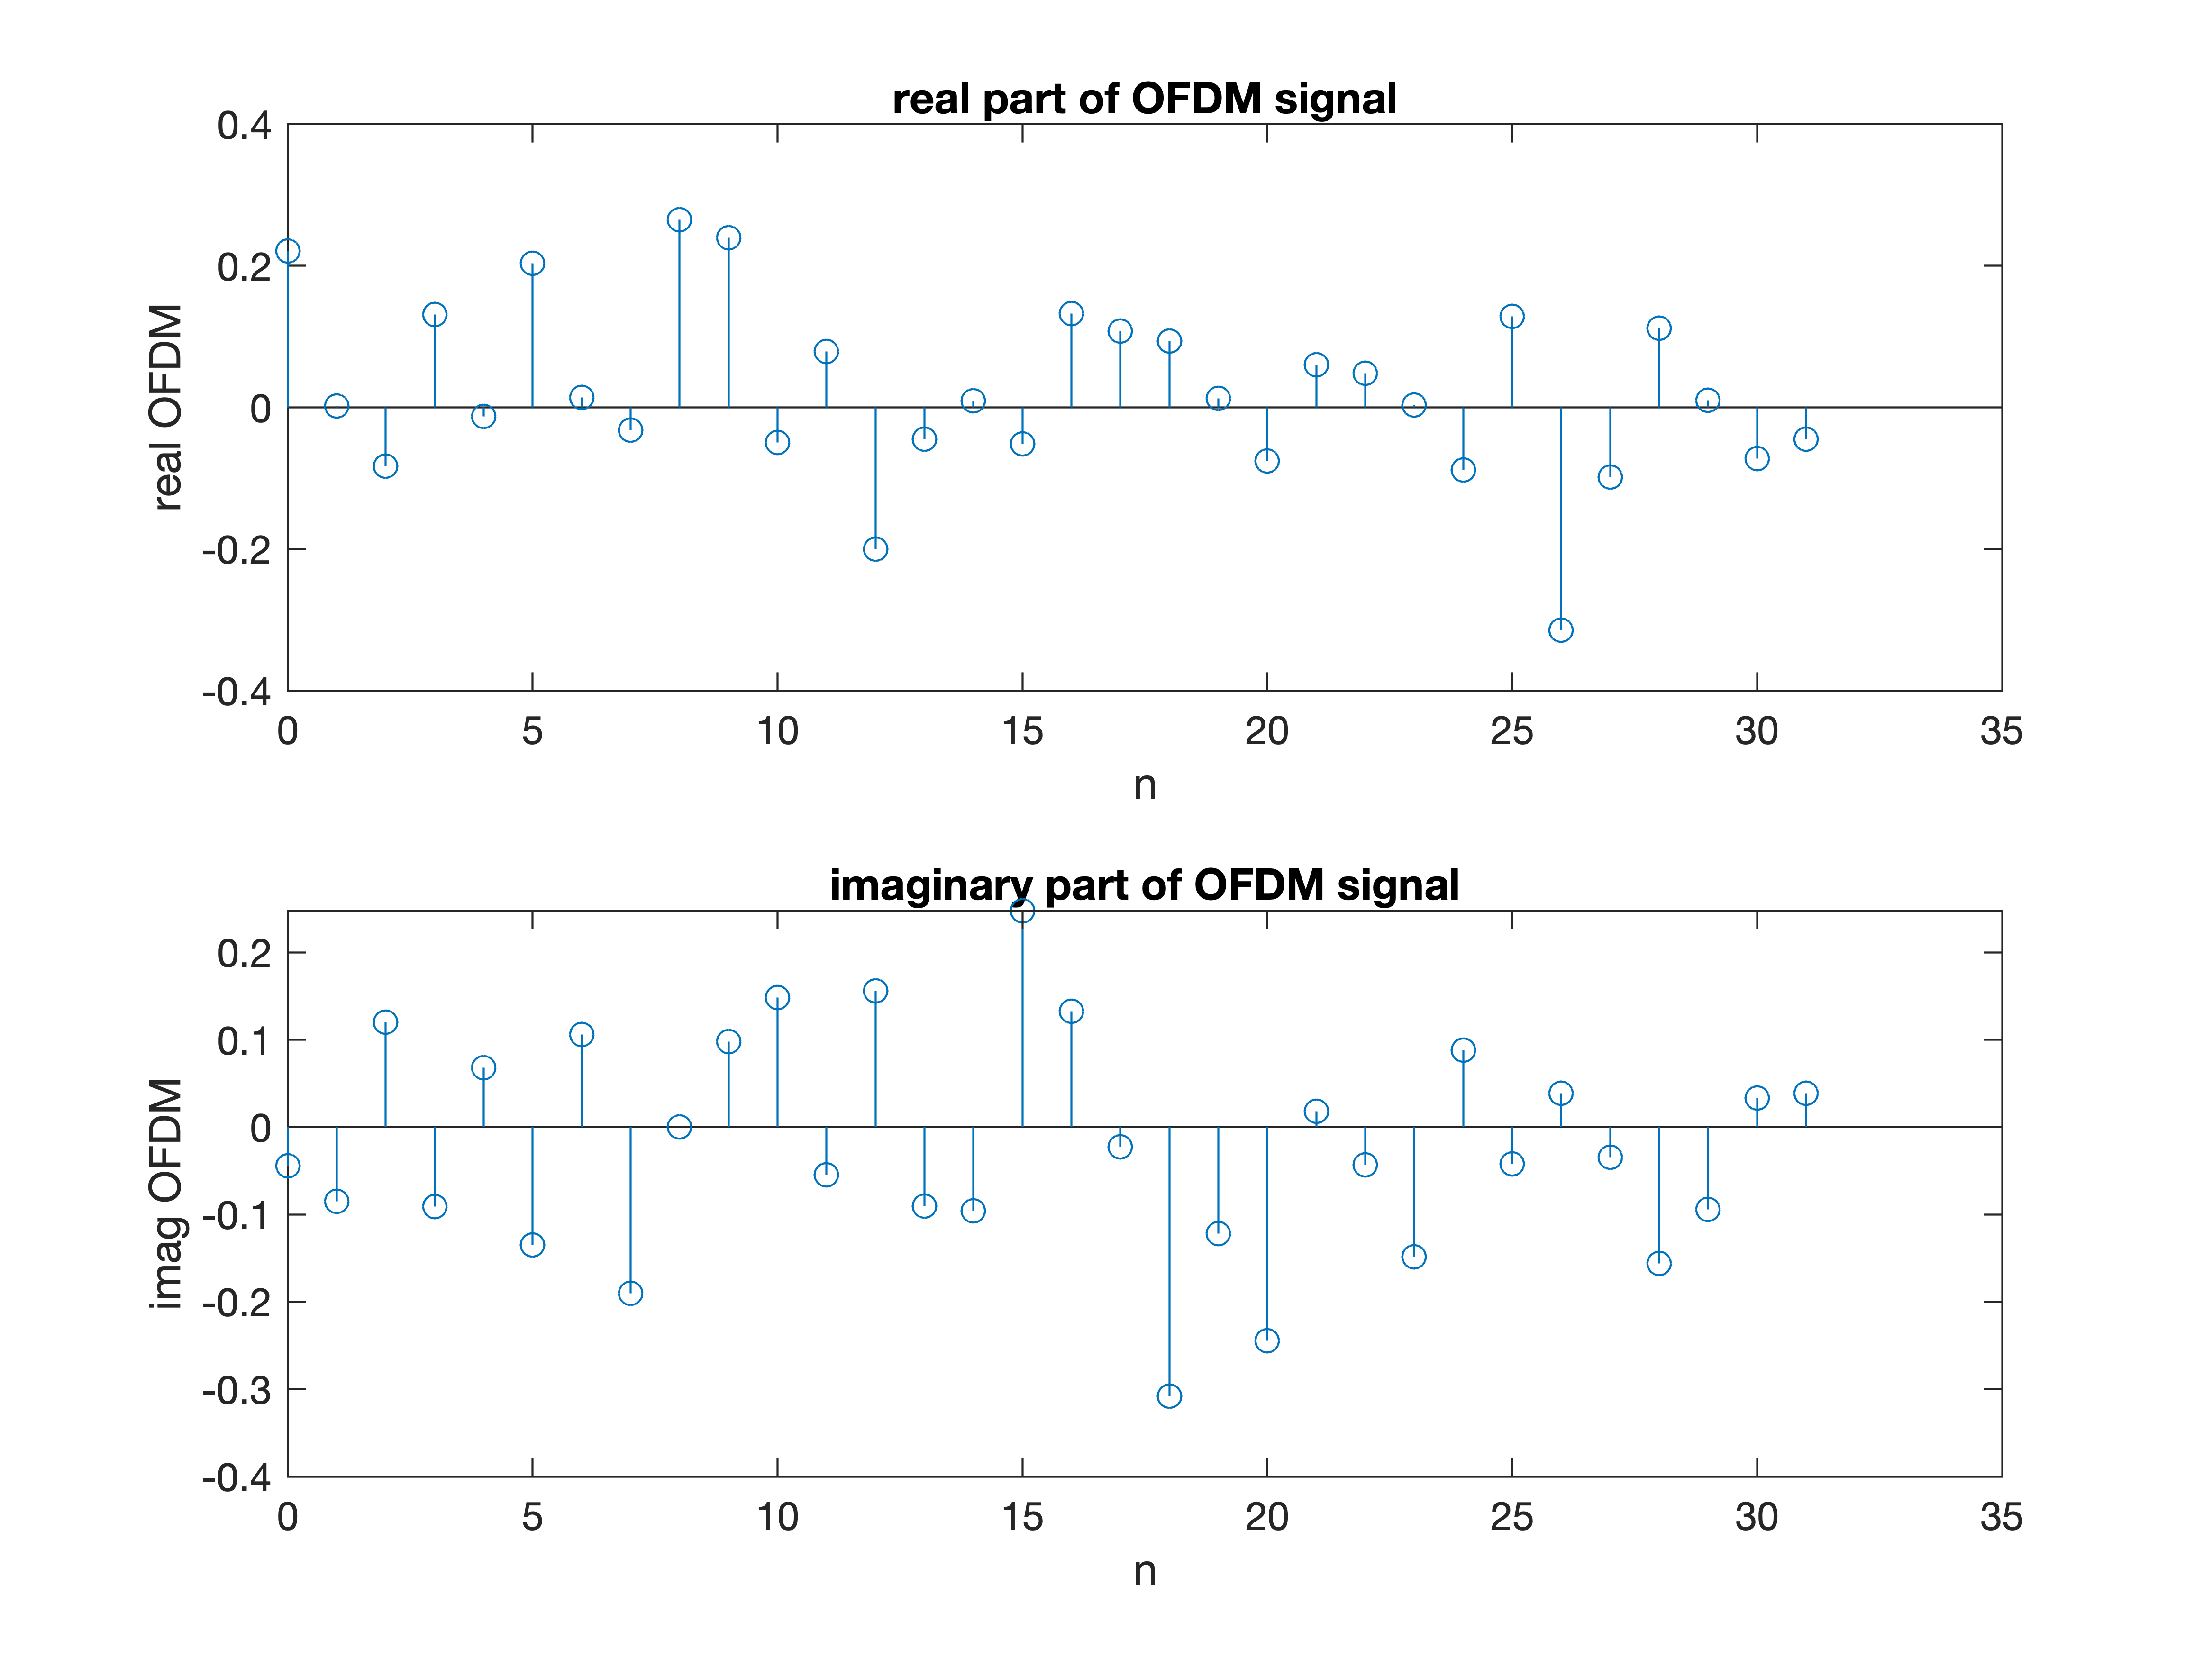 real part of OFDM signal
0.4
0.2
0
-0.2
-0.4
real OFDM
0 5 10 15 20 25 30 35
n
imaginary part of OFDM signal
0.2
0.1
0
-0.1
-0.2
-0.3
-0.4
imag OFDM
0 5 10 15 20 25 30 35
n